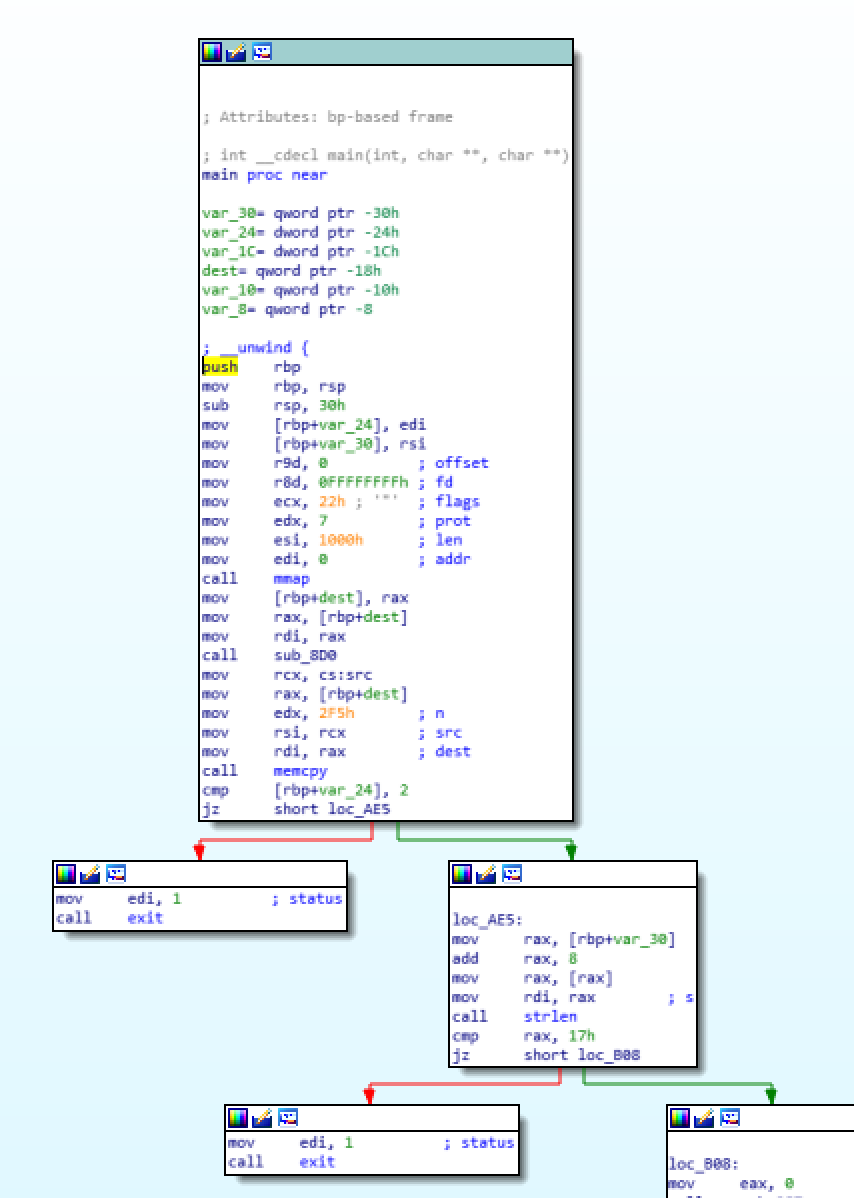 ; Attributes: bp-based frame
; int __cdecl main(int, char **, char **)
main proc near
var_30= qword ptr -30h
var_24= dword ptr -24h
var_1C= dword ptr -1Ch
dest= qword ptr -18h
var_10= qword ptr -10h
var_8= qword ptr -8
; __unwind {
push rbp
mov rbp, rsp
sub rsp, 30h
mov [rbp+var_24], edi
mov [rbp+var_30], rsi
mov r9d, 0 ; offset
mov r8d, 0FFFFFFFFh ; fd
mov ecx, 22h ; '"' ; flags
mov edx, 7 ; prot
mov esi, 1000h ; len
mov edi, 0 ; addr
call mmap
mov [rbp+dest], rax
mov rax, [rbp+dest]
mov rdi, rax
call sub_8D0
mov rcx, cs:src
mov rax, [rbp+dest]
mov edx, 2F5h ; n
mov rsi, rcx ; src
mov rdi, rax ; dest
call memcpy
cmp [rbp+var_24], 2
jz short loc_AE5
mov edi, 1 ; status
call exit
loc_AE5:
mov rax, [rbp+var_30]
add rax, 8
mov rax, [rax]
mov rdi, rax ; s
call strlen
cmp rax, 17h
jz short loc_B08
mov edi, 1 ; status
call exit
loc_B08:
mov eax, 0